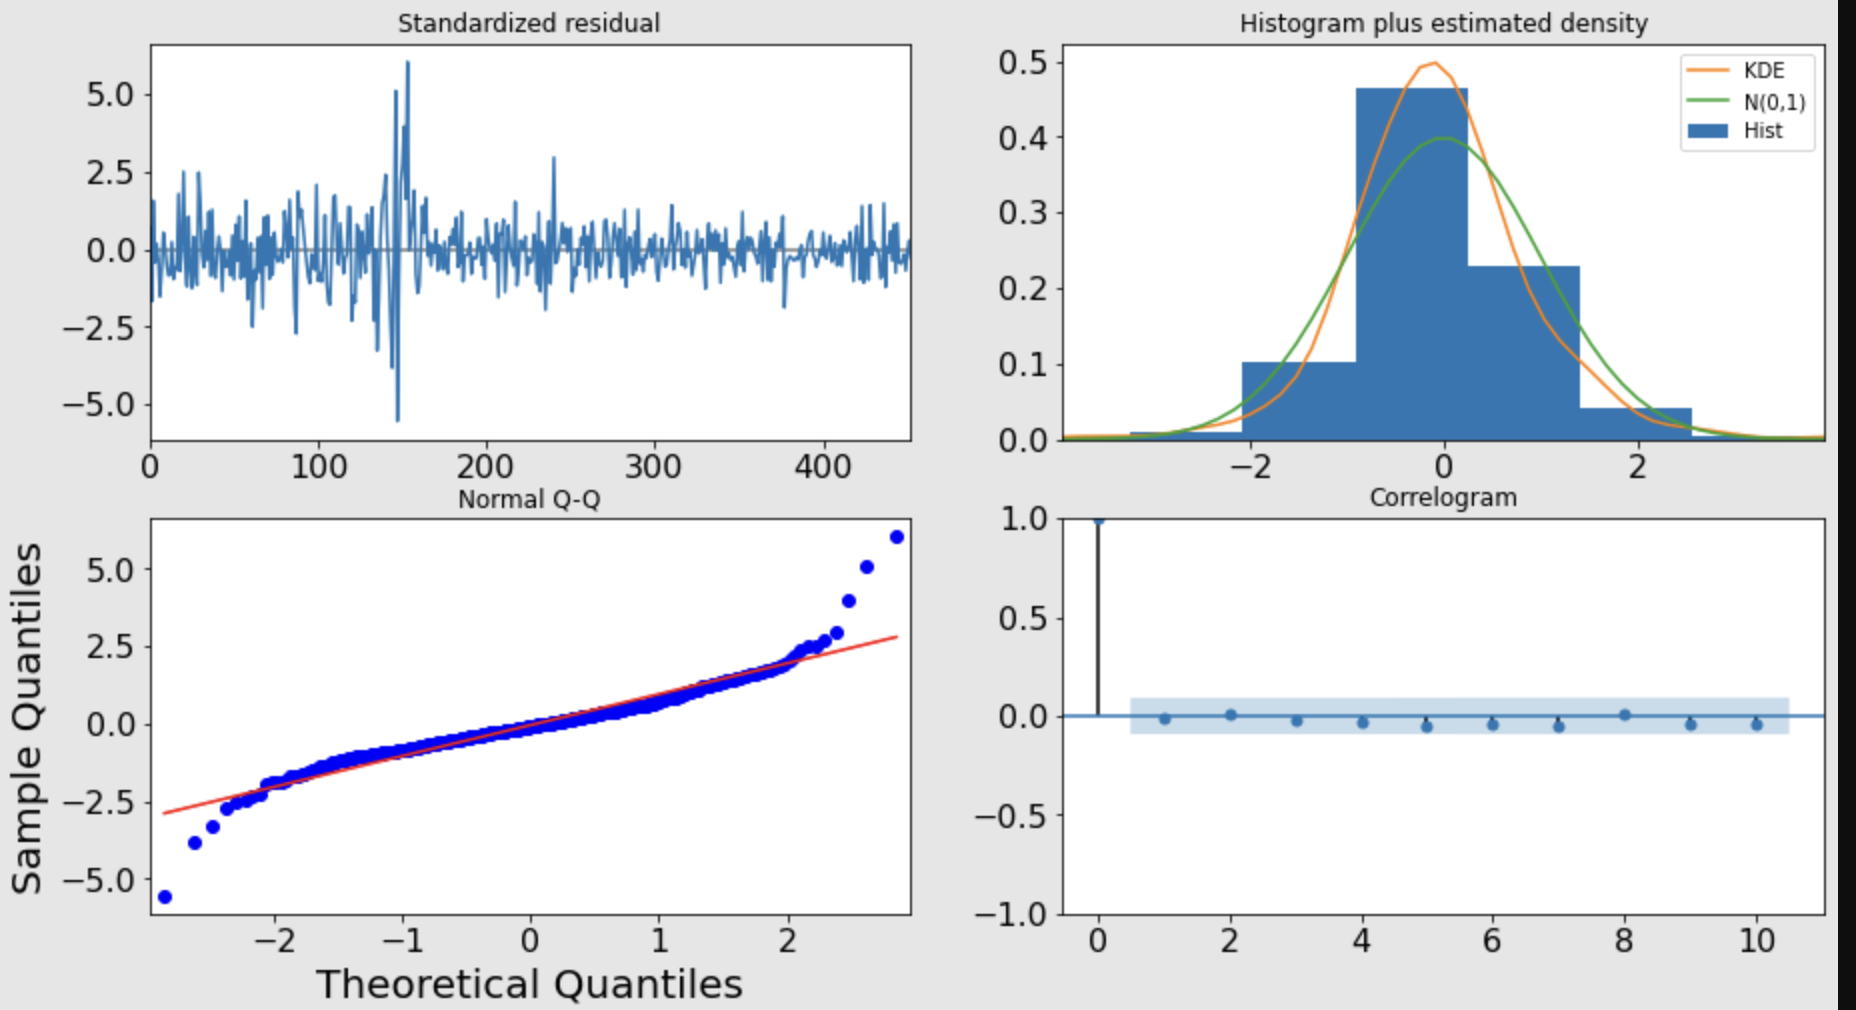 Standardized residual
5.0
2.5
0.0
−2.5
−5.0
0 100 200 300 400
Histogram plus estimated density
0.5
0.4
0.3
0.2
0.1
0.0
−2 0 2
KDE
N(0,1)
Hist
Normal Q-Q
Sample Quantiles
5.0
2.5
0.0
−2.5
−5.0
−2 −1 0 1 2
Theoretical Quantiles
Correlogram
1.0
0.5
0.0
−0.5
−1.0
0 2 4 6 8 10